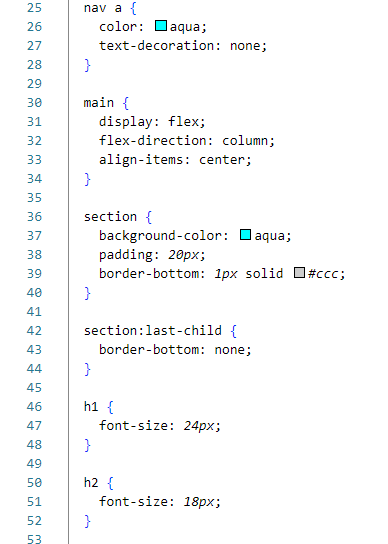 25 nav a {
26 color: aqua;
27 text-decoration: none;
28 }
29
30 main {
31 display: flex;
32 flex-direction: column;
33 align-items: center;
34 }
35
36 section {
37 background-color: aqua;
38 padding: 20px;
39 border-bottom: 1px solid #ccc;
40 }
41
42 section:last-child {
43 border-bottom: none;
44 }
45
46 h1 {
47 font-size: 24px;
48 }
49
50 h2 {
51 font-size: 18px;
52 }
53